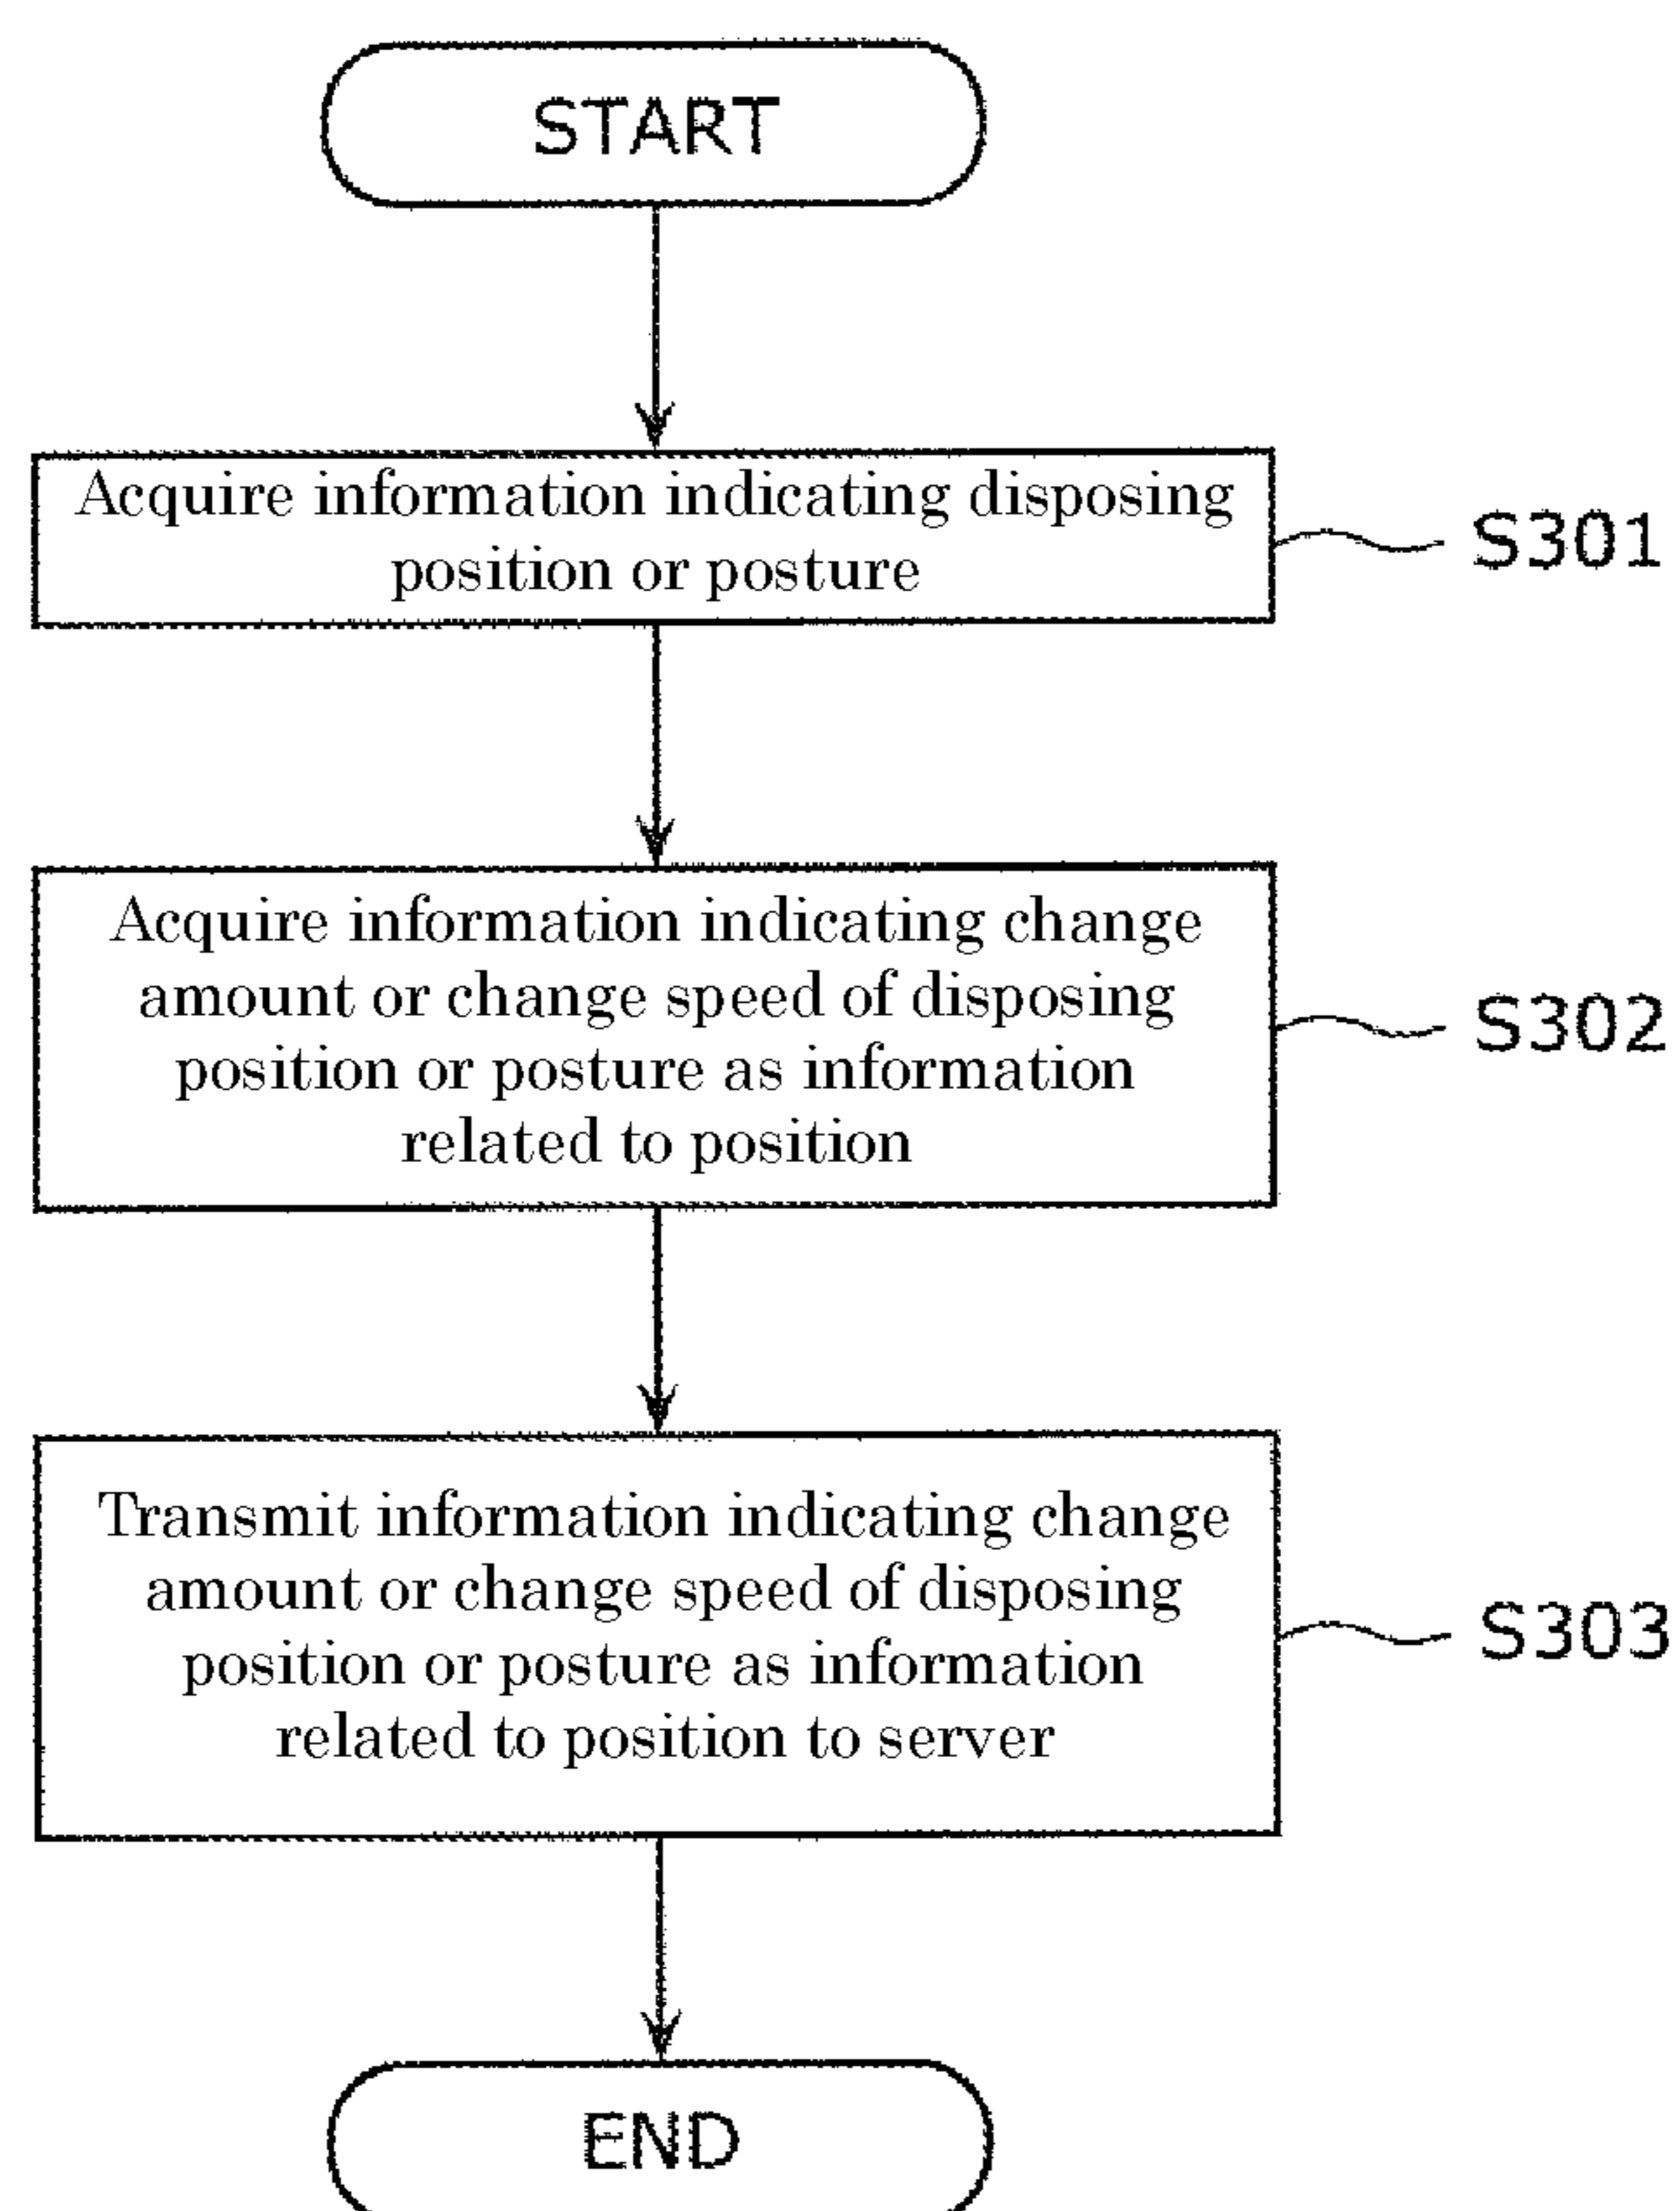 START
Acquire information indicating disposing
position or posture
S301
Acquire information indicating change
amount or change speed of disposing
position or posture as information
related to position
S302
Transmit information indicating change
amount or change speed of disposing
position or posture as information
related to position to server
S303
END